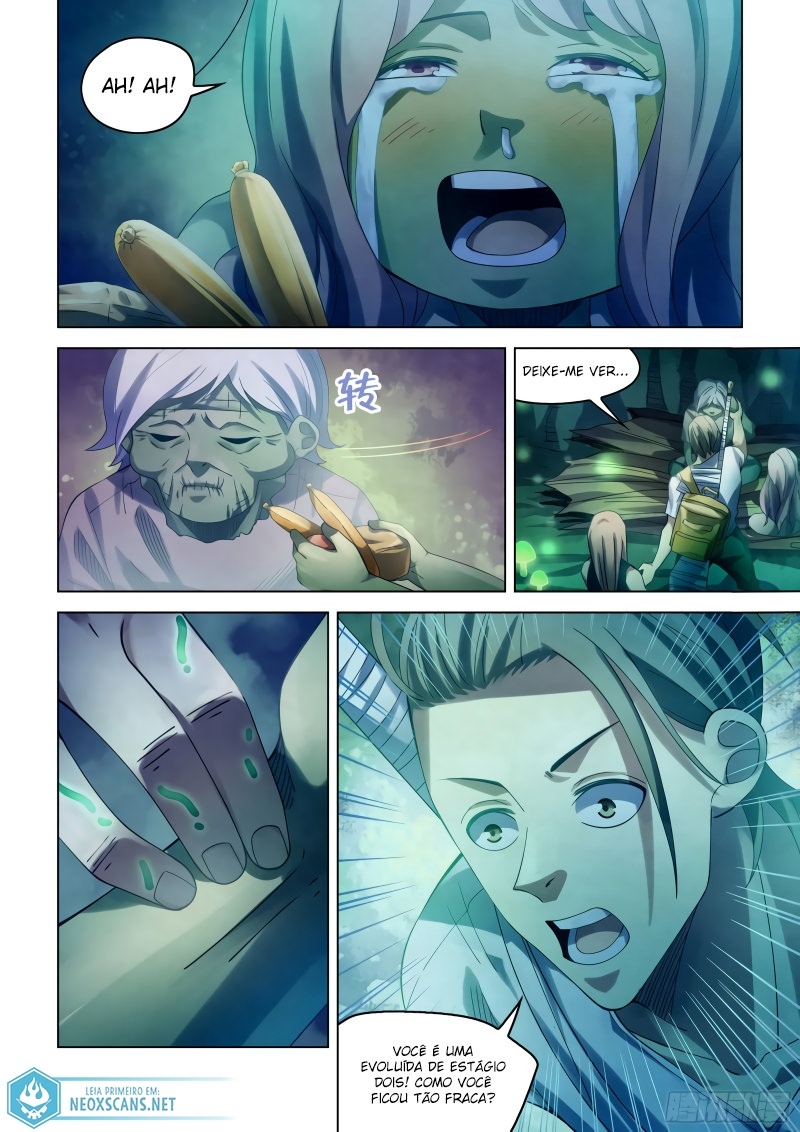 AH! AH!
转
DEIXE-ME VER...
VOCÊ É UMA
EVOLUÍDA DE ESTÁGIO
DOIS! COMO VOCÊ
FICOU TÃO FRACA?
LEIA PRIMEIRO EM:
NEOXSCANS.NET